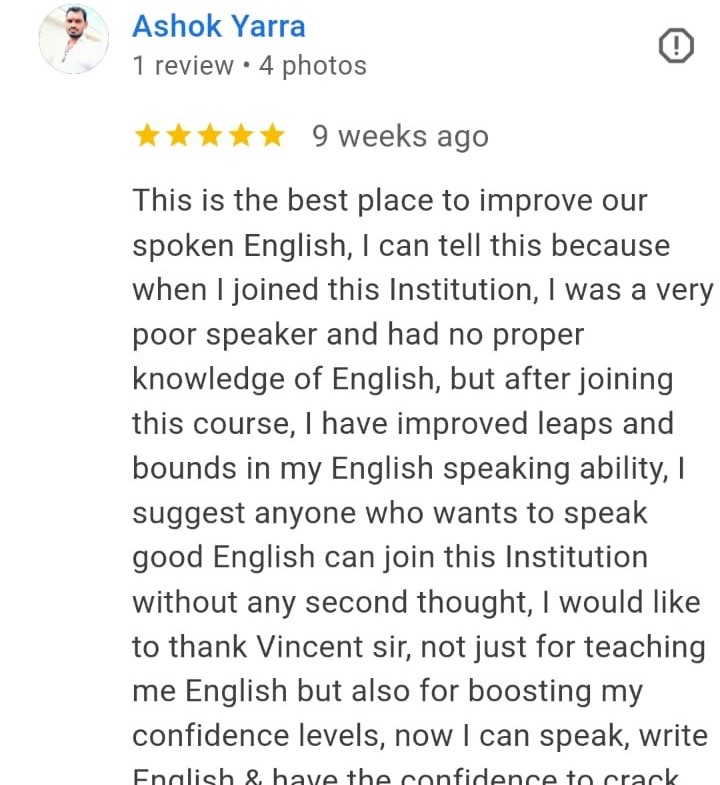 Ashok Yarra
1 review • 4 photos
9 weeks ago
This is the best place to improve our
spoken English, I can tell this because
when I joined this Institution, I was a very
poor speaker and had no proper
knowledge of English, but after joining
this course, I have improved leaps and
bounds in my English speaking ability, I
suggest anyone who wants to speak
good English can join this Institution
without any second thought, I would like
to thank Vincent sir, not just for teaching
me English but also for boosting my
confidence levels, now I can speak, write
English & have the confidence to crack